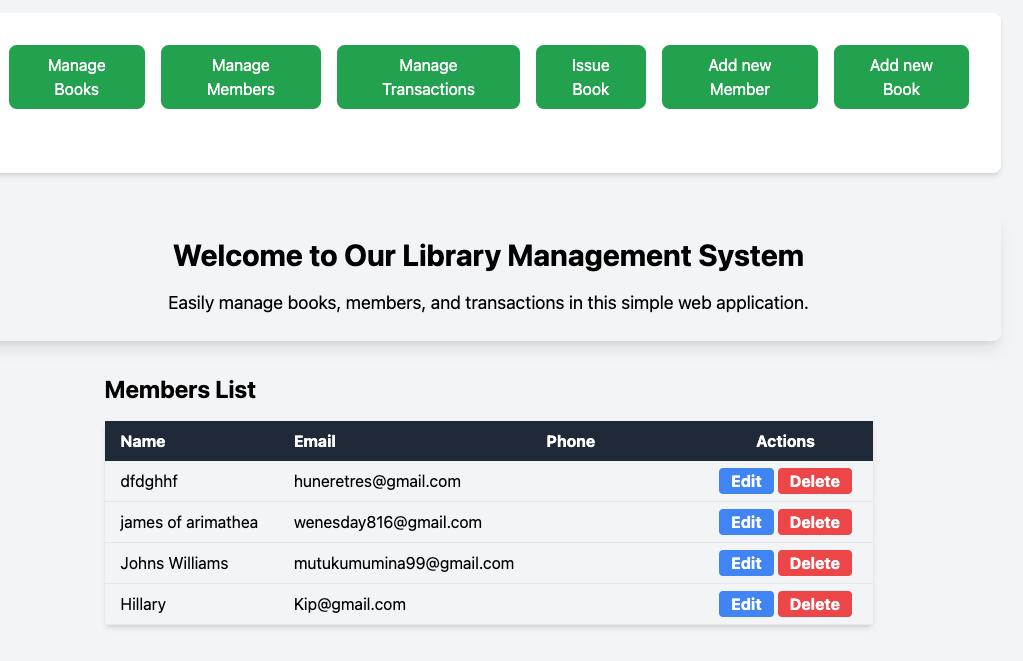 Manage Books
Manage Members
Manage Transactions
Issue Book
Add new Member
Add new Book
Welcome to Our Library Management System
Easily manage books, members, and transactions in this simple web application.
Members List
Name Email Phone Actions
dfdghhf huneretres@gmail.com Edit Delete
james of arimathea wenesday816@gmail.com Edit Delete
Johns Williams mutukumumina99@gmail.com Edit Delete
Hillary Kip@gmail.com Edit Delete